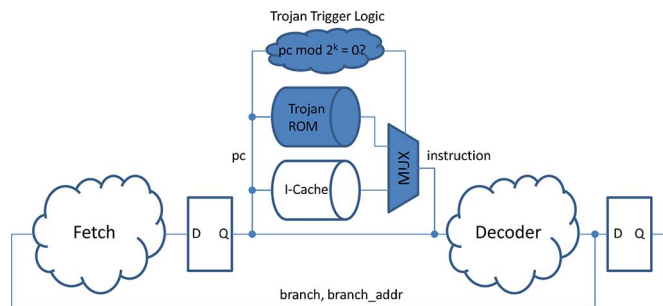 Trojan Trigger Logic
pc mod 2ᵏ = 0?
Trojan
ROM
pc
MUX
instruction
I-Cache
Fetch
D Q
Decoder
D Q
branch, branch_addr